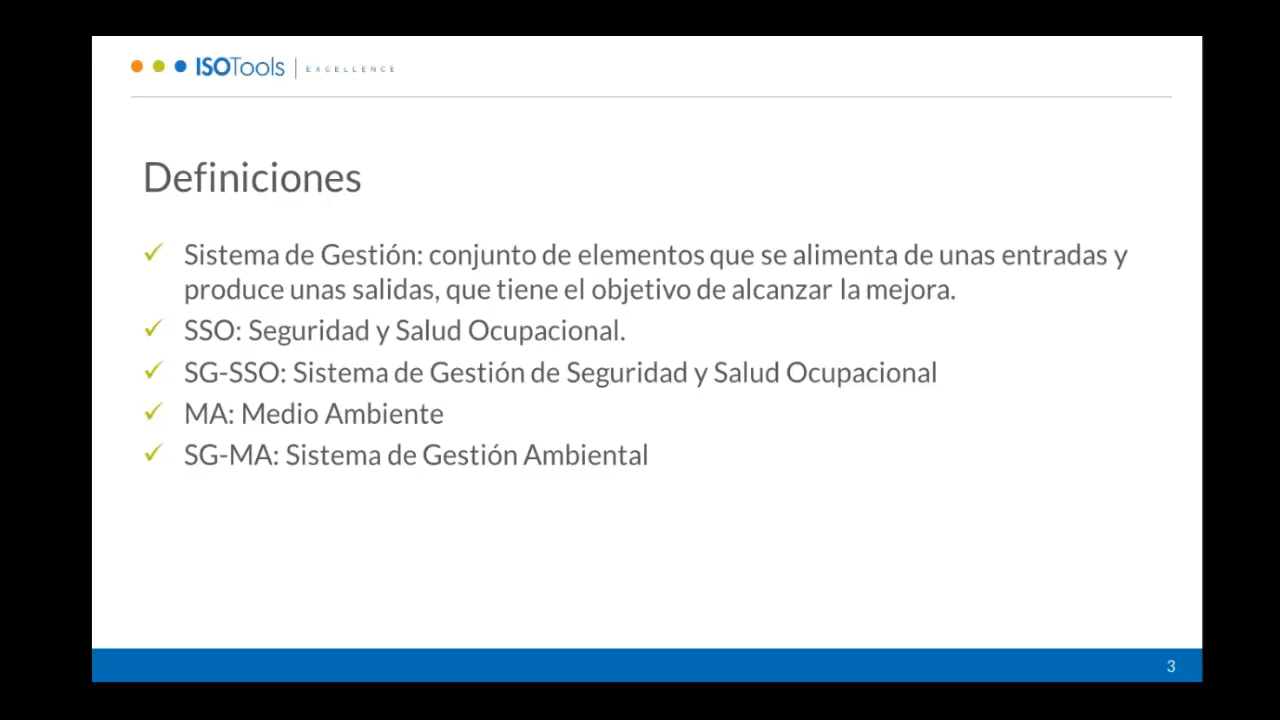 ISOTools | EXCELLENCE
Definiciones
✓ Sistema de Gestión: conjunto de elementos que se alimenta de unas entradas y
produce unas salidas, que tiene el objetivo de alcanzar la mejora.
✓ SSO: Seguridad y Salud Ocupacional.
✓ SG-SSO: Sistema de Gestión de Seguridad y Salud Ocupacional
✓ MA: Medio Ambiente
✓ SG-MA: Sistema de Gestión Ambiental
3